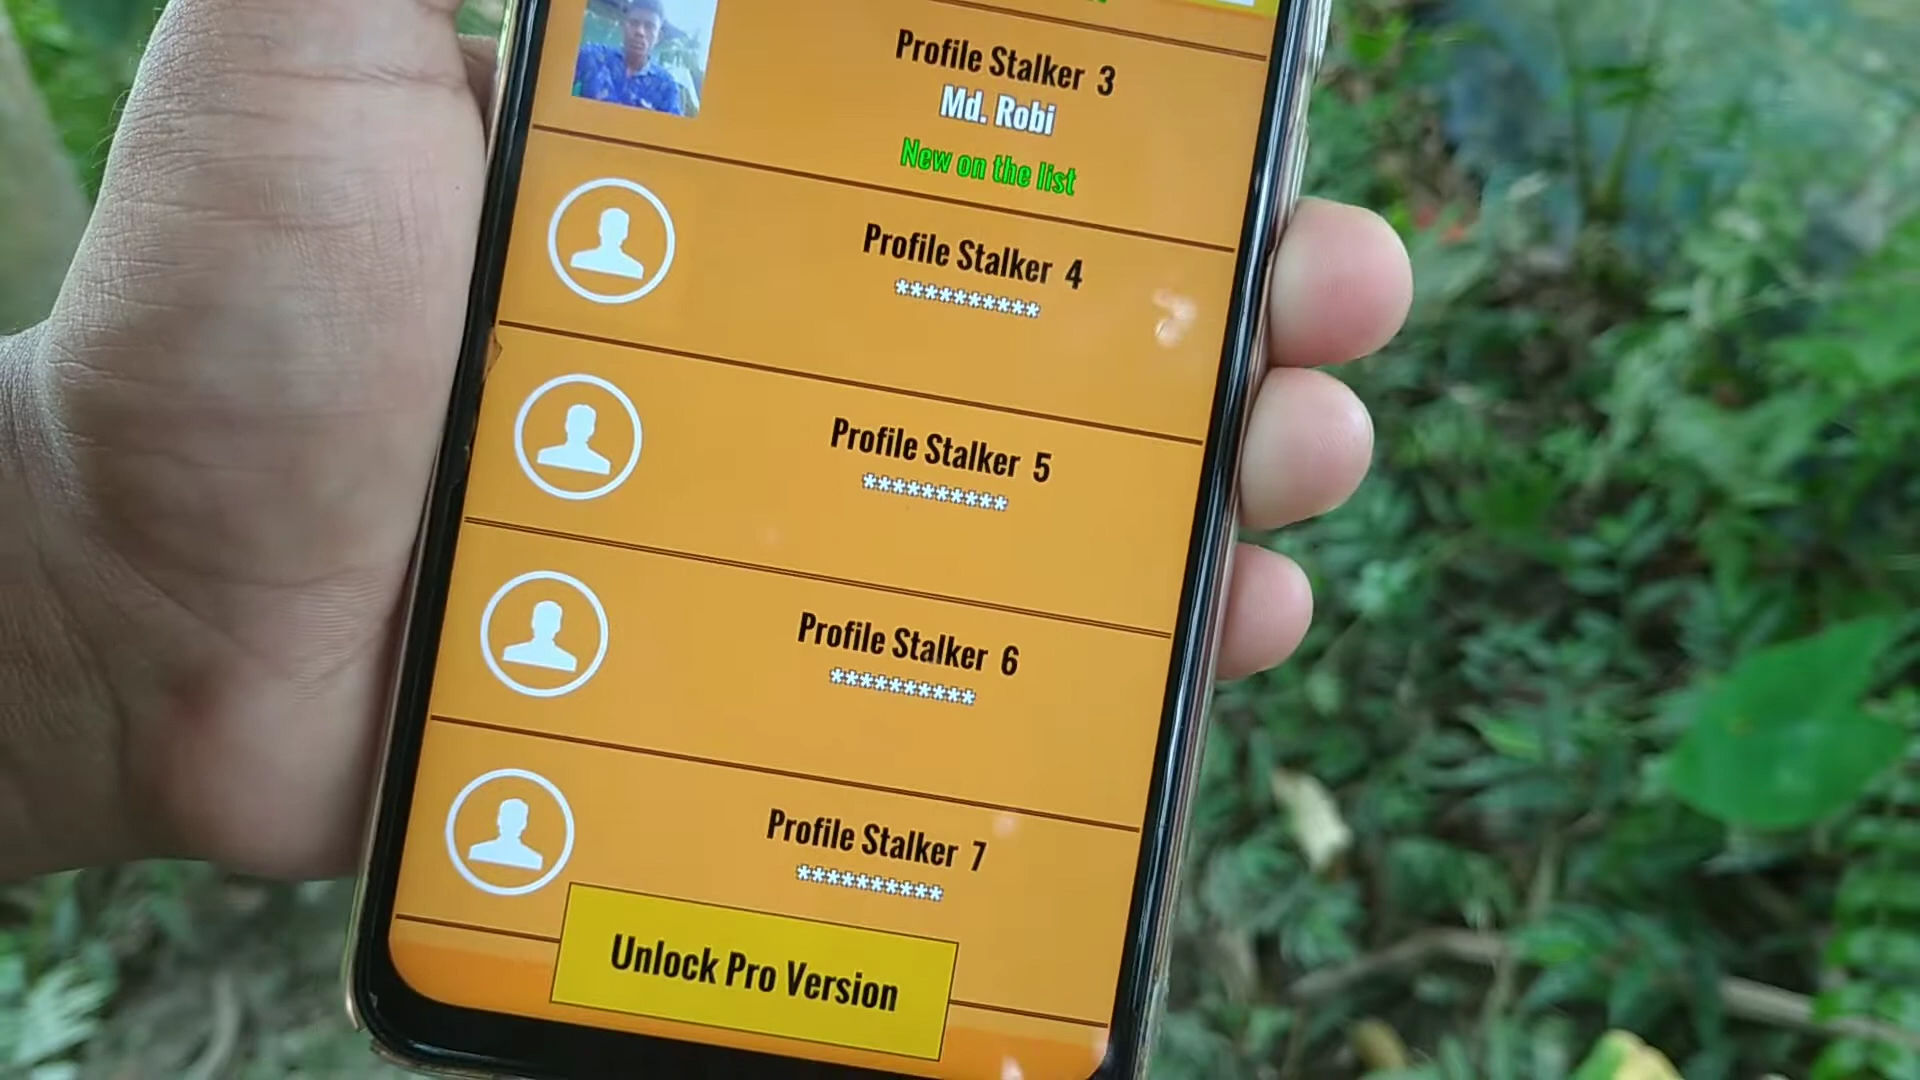 Profile Stalker 3
Md. Robi
New on the list
Profile Stalker 4
**********
Profile Stalker 5
**********
Profile Stalker 6
**********
Profile Stalker 7
**********
Unlock Pro Version